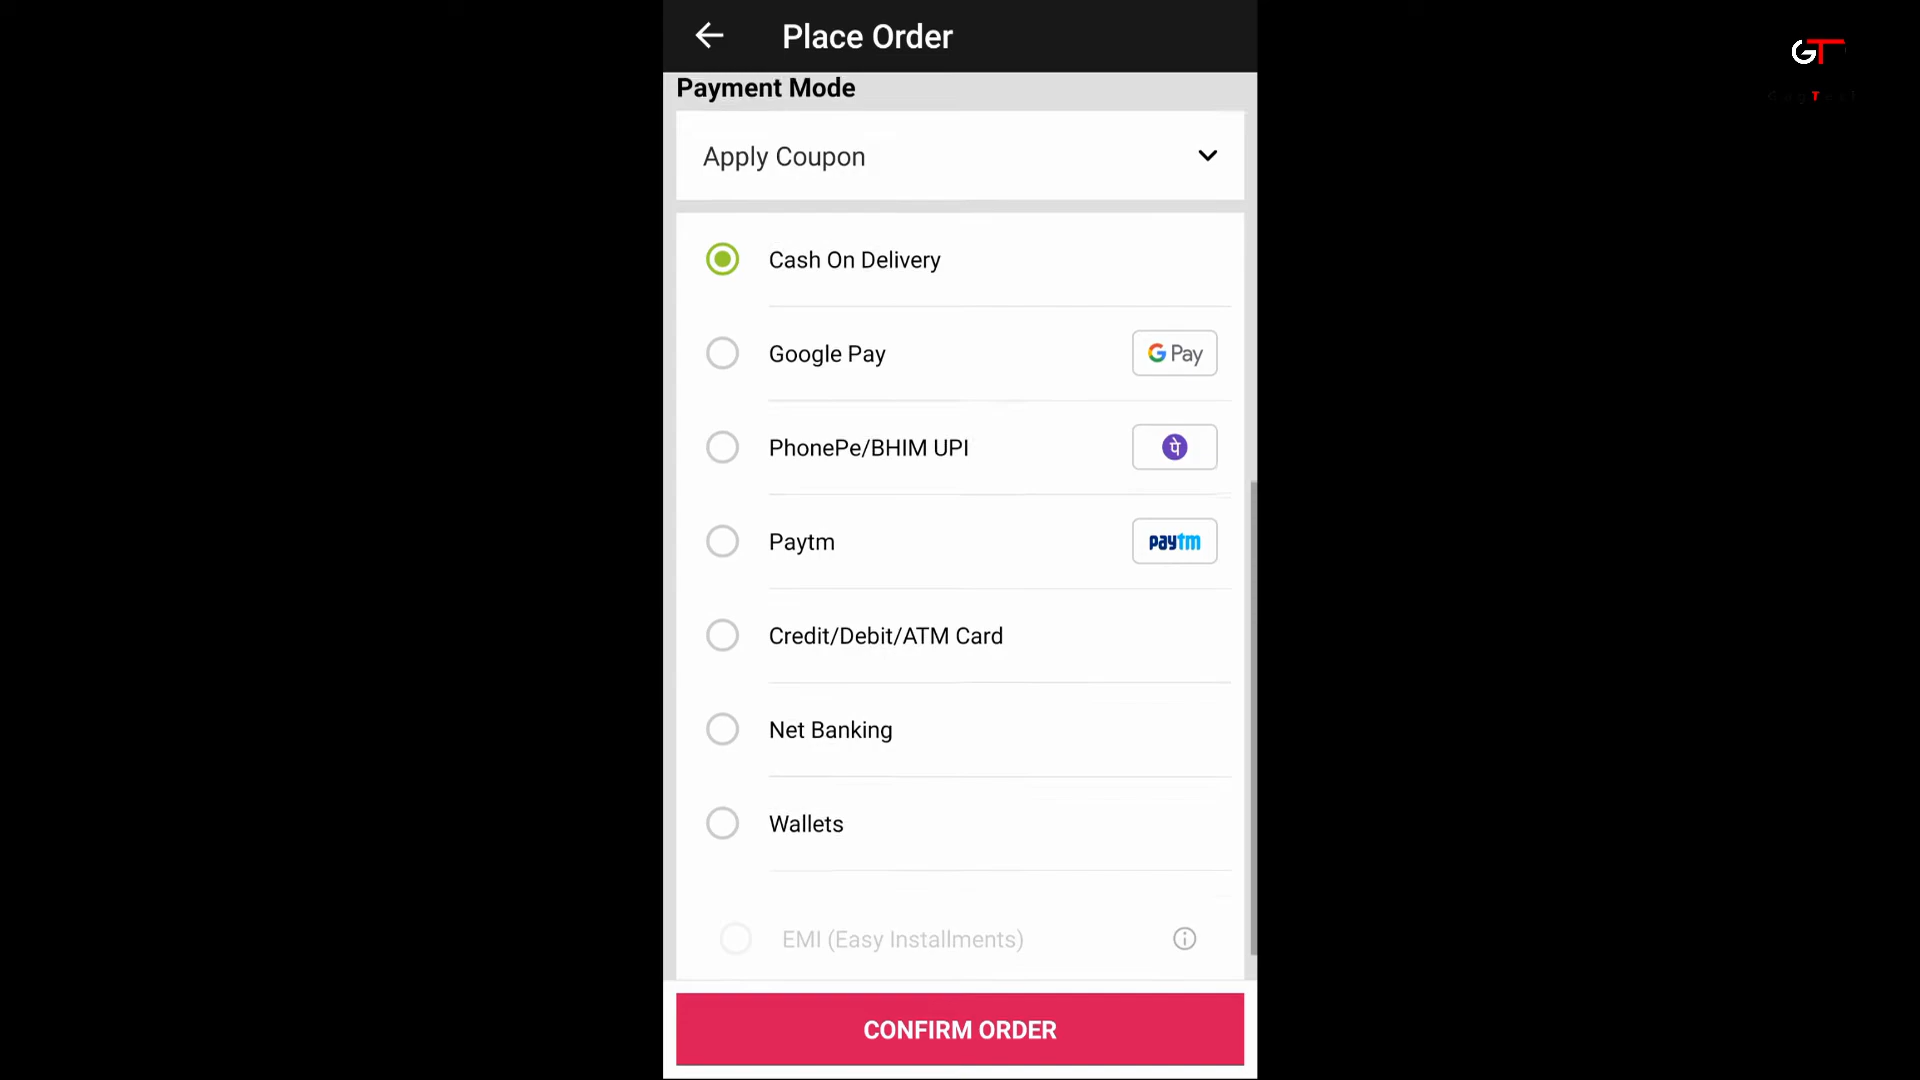 Place Order
GT
Payment Mode
Apply Coupon
Cash On Delivery
Google Pay
G Pay
PhonePe/BHIM UPI
पे
Paytm
paytm
Credit/Debit/ATM Card
Net Banking
Wallets
EMI (Easy Installments)
CONFIRM ORDER